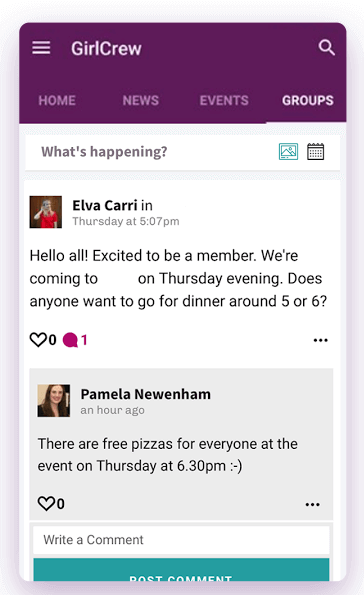 GirlCrew
HOME NEWS EVENTS GROUPS
What's happening?
Elva Carri in
Thursday at 5:07pm
Hello all! Excited to be a member. We're
coming to on Thursday evening. Does
anyone want to go for dinner around 5 or 6?
0 1
Pamela Newenham
an hour ago
There are free pizzas for everyone at the
event on Thursday at 6.30pm :-)
0
Write a Comment
POST COMMENT